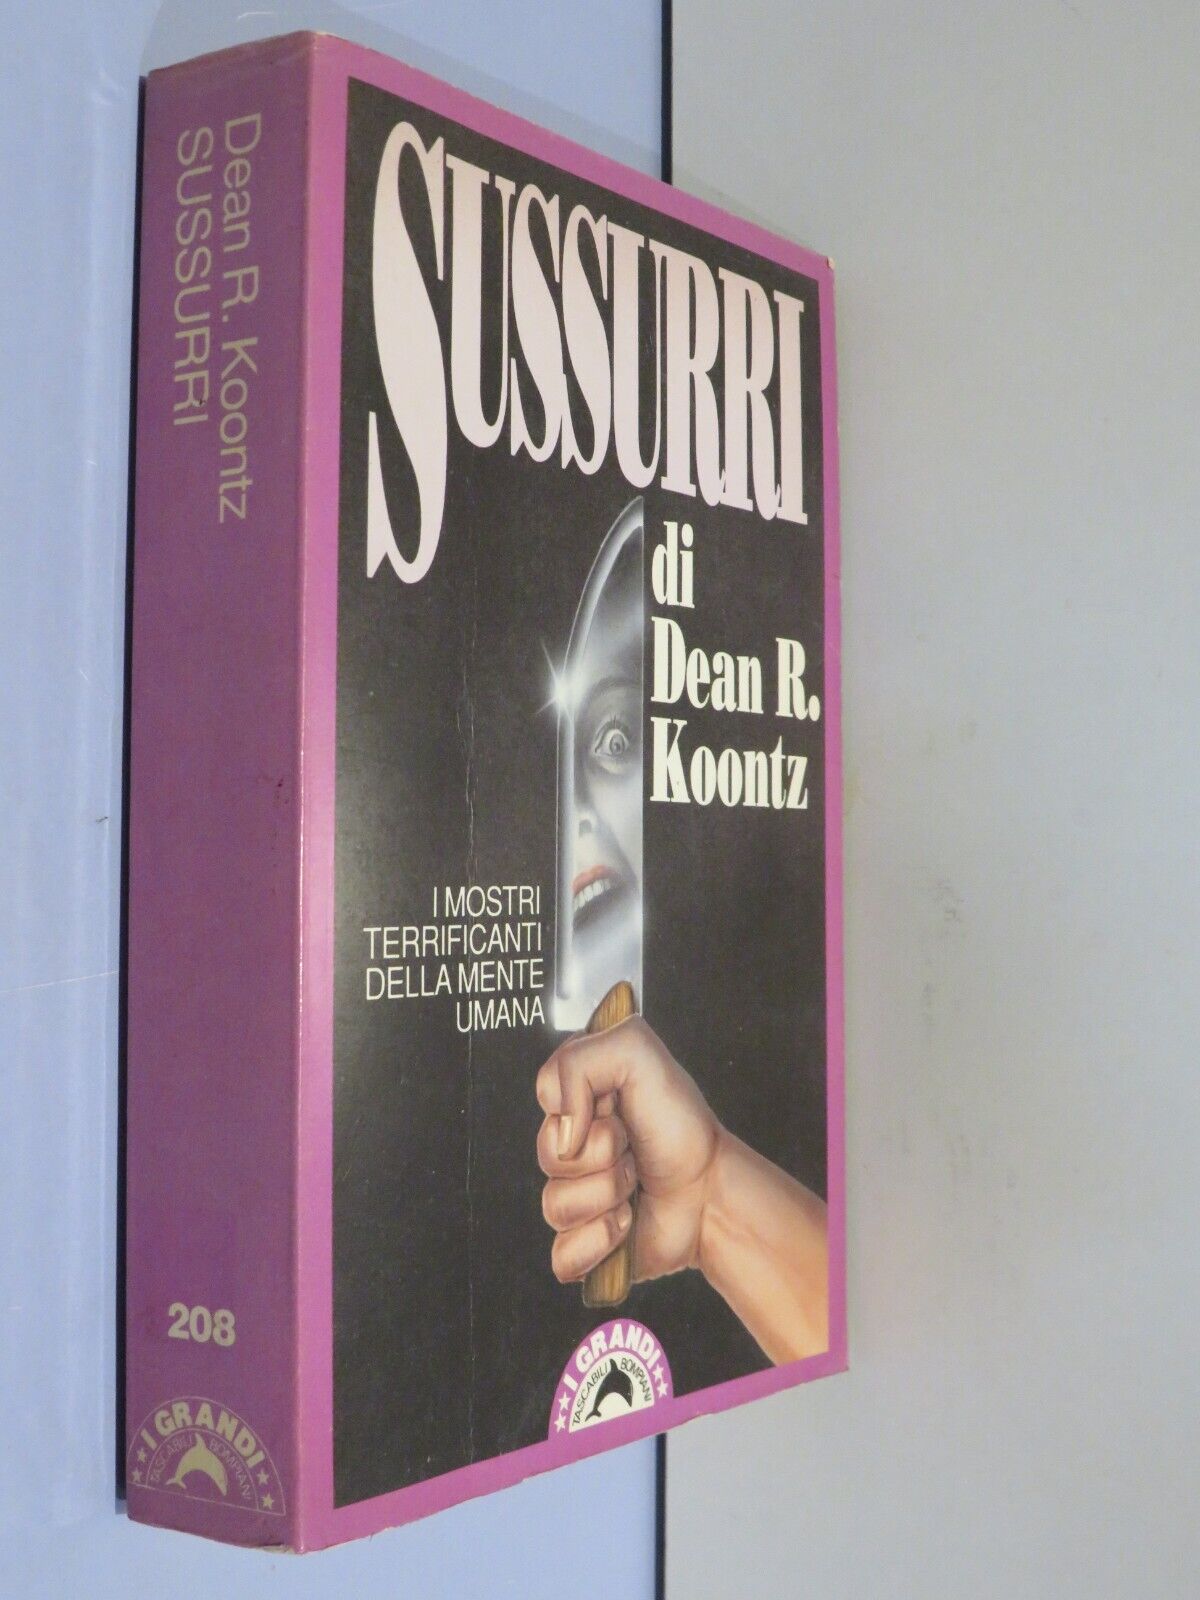 Dean R. Koontz
SUSSURRI
208
I GRANDI
TASCABILI BOMPIANI
SUSSURRI
di
Dean R.
Koontz
I MOSTRI
TERRIFICANTI
DELLA MENTE
UMANA
I GRANDI
TASCABILI BOMPIANI